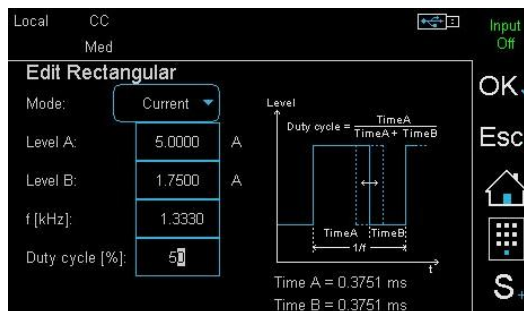 Local CC
Input
Off
Med
Edit Rectangular
OK
Mode: Current
Level
Duty cycle = TimeA
TimeA+ TimeB
Level A: 5.0000 A
Esc
Level B: 1.7500 A
f [kHz]: 1.3330
TimeA TimeB
1/f
Duty cycle [%]: 50
t
Time A = 0.3751 ms
S+
Time B = 0.3751 ms